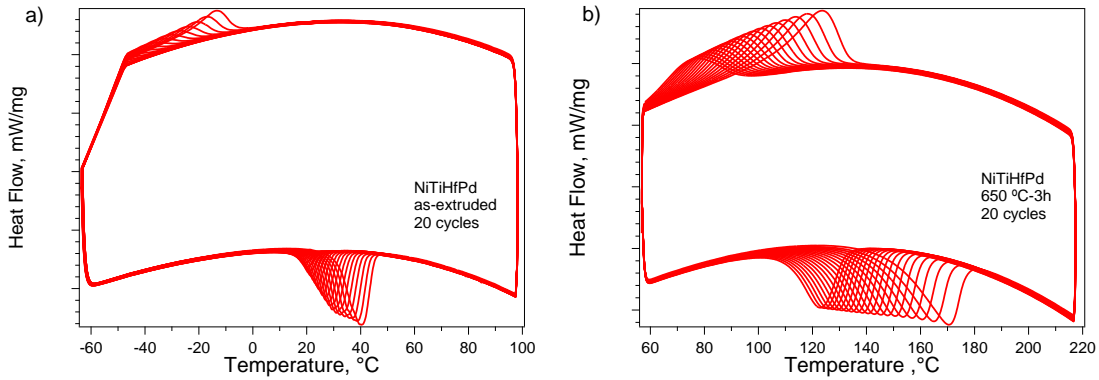 a)
Heat Flow, mW/mg
NiTiHfPd
as-extruded
20 cycles
-60 -40 -20 0 20 40 60 80 100
Temperature, °C
b)
Heat Flow, mW/mg
NiTiHfPd
650 ºC-3h
20 cycles
60 80 100 120 140 160 180 200 220
Temperature ,°C